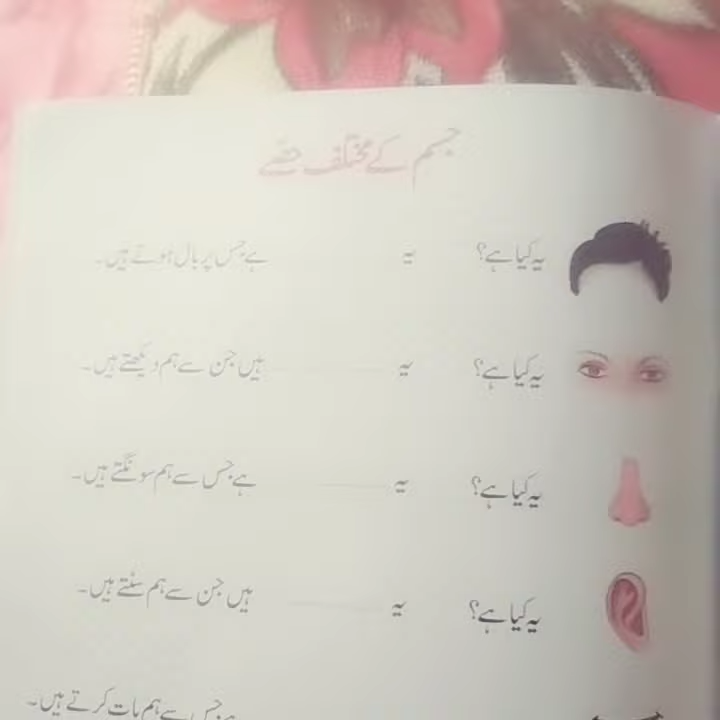 جسم کے مختلف حصّے
یہ کیا ہے؟ یہ ہے جس پر بال ہوتے ہیں۔
یہ کیا ہے؟ یہ ہیں جن سے ہم دیکھتے ہیں۔
یہ کیا ہے؟ یہ ہے جس سے ہم سونگھتے ہیں۔
یہ کیا ہے؟ یہ ہیں جن سے ہم سنتے ہیں۔
ہے جس سے ہم بات کرتے ہیں۔